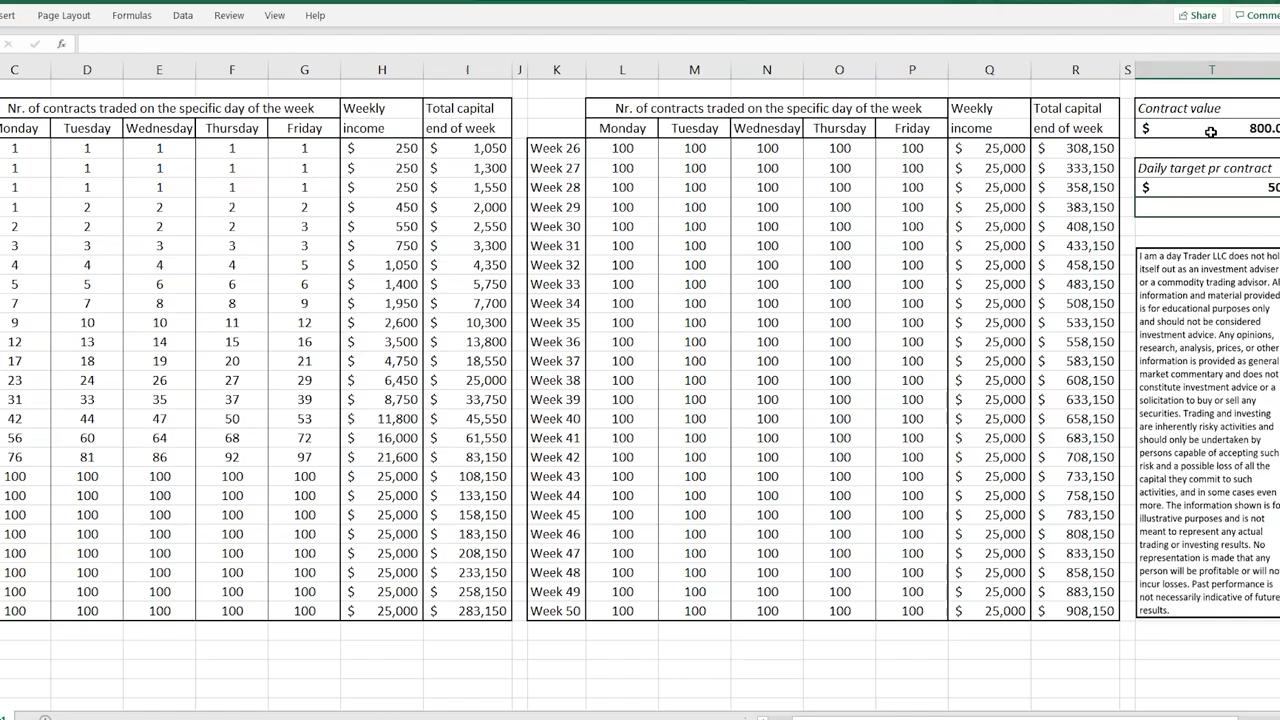 Page Layout Formulas Data Review View Help
Share
fx
C D E F G H I J K L M N O P Q R S T
Nr. of contracts traded on the specific day of the week Weekly Total capital Nr. of contracts traded on the specific day of the week Weekly Total capital Contract value
Tuesday Wednesday Thursday Friday income end of week Monday Tuesday Wednesday Thursday Friday income end of week $
1 1 1 1 1 $ 250 $ 1,050 Week 26 100 100 100 100 100 $ 25,000 $ 308,150
1 1 1 1 1 $ 250 $ 1,300 Week 27 100 100 100 100 100 $ 25,000 $ 333,150 Daily target pr contract
1 1 1 1 1 $ 250 $ 1,550 Week 28 100 100 100 100 100 $ 25,000 $ 358,150 $ 50
1 2 2 2 2 $ 450 $ 2,000 Week 29 100 100 100 100 100 $ 25,000 $ 383,150
2 2 2 2 3 $ 550 $ 2,550 Week 30 100 100 100 100 100 $ 25,000 $ 408,150
3 3 3 3 3 $ 750 $ 3,300 Week 31 100 100 100 100 100 $ 25,000 $ 433,150
4 4 4 4 5 $ 1,050 $ 4,350 Week 32 100 100 100 100 100 $ 25,000 $ 458,150
5 5 6 6 6 $ 1,400 $ 5,750 Week 33 100 100 100 100 100 $ 25,000 $ 483,150
7 7 8 8 9 $ 1,950 $ 7,700 Week 34 100 100 100 100 100 $ 25,000 $ 508,150
9 10 10 11 12 $ 2,600 $ 10,300 Week 35 100 100 100 100 100 $ 25,000 $ 533,150
12 13 14 15 16 $ 3,500 $ 13,800 Week 36 100 100 100 100 100 $ 25,000 $ 558,150
17 18 19 20 21 $ 4,750 $ 18,550 Week 37 100 100 100 100 100 $ 25,000 $ 583,150
23 24 26 27 29 $ 6,450 $ 25,000 Week 38 100 100 100 100 100 $ 25,000 $ 608,150
31 33 35 37 39 $ 8,750 $ 33,750 Week 39 100 100 100 100 100 $ 25,000 $ 633,150
42 44 47 50 53 $ 11,800 $ 45,550 Week 40 100 100 100 100 100 $ 25,000 $ 658,150
56 60 64 68 72 $ 16,000 $ 61,550 Week 41 100 100 100 100 100 $ 25,000 $ 683,150
76 81 86 92 97 $ 21,600 $ 83,150 Week 42 100 100 100 100 100 $ 25,000 $ 708,150
100 100 100 100 100 $ 25,000 $ 108,150 Week 43 100 100 100 100 100 $ 25,000 $ 733,150
100 100 100 100 100 $ 25,000 $ 133,150 Week 44 100 100 100 100 100 $ 25,000 $ 758,150
100 100 100 100 100 $ 25,000 $ 158,150 Week 45 100 100 100 100 100 $ 25,000 $ 783,150
100 100 100 100 100 $ 25,000 $ 183,150 Week 46 100 100 100 100 100 $ 25,000 $ 808,150
100 100 100 100 100 $ 25,000 $ 208,150 Week 47 100 100 100 100 100 $ 25,000 $ 833,150
100 100 100 100 100 $ 25,000 $ 233,150 Week 48 100 100 100 100 100 $ 25,000 $ 858,150
100 100 100 100 100 $ 25,000 $ 258,150 Week 49 100 100 100 100 100 $ 25,000 $ 883,150
100 100 100 100 100 $ 25,000 $ 283,150 Week 50 100 100 100 100 100 $ 25,000 $ 908,150
I am a day Trader LLC does not
itself out as an investment adviser
or a commodity trading advisor.
information and material provided
is for educational purposes only
and should not be considered
investment advice. Any opinions,
research, analysis, prices, or other
information is provided as general
market commentary and does not
constitute investment advice or a
solicitation to buy or sell any
securities. Trading and investing
are inherently risky activities and
should only be undertaken by
persons capable of accepting such
risk and a possible loss of all the
capital they commit to such
activities, and in some cases even
more. The information shown is
illustrative purposes and is not
meant to represent any actual
trading or investing results. No
representation is made that any
person will be profitable or will not
incur losses. Past performance is
not necessarily indicative of future
results.